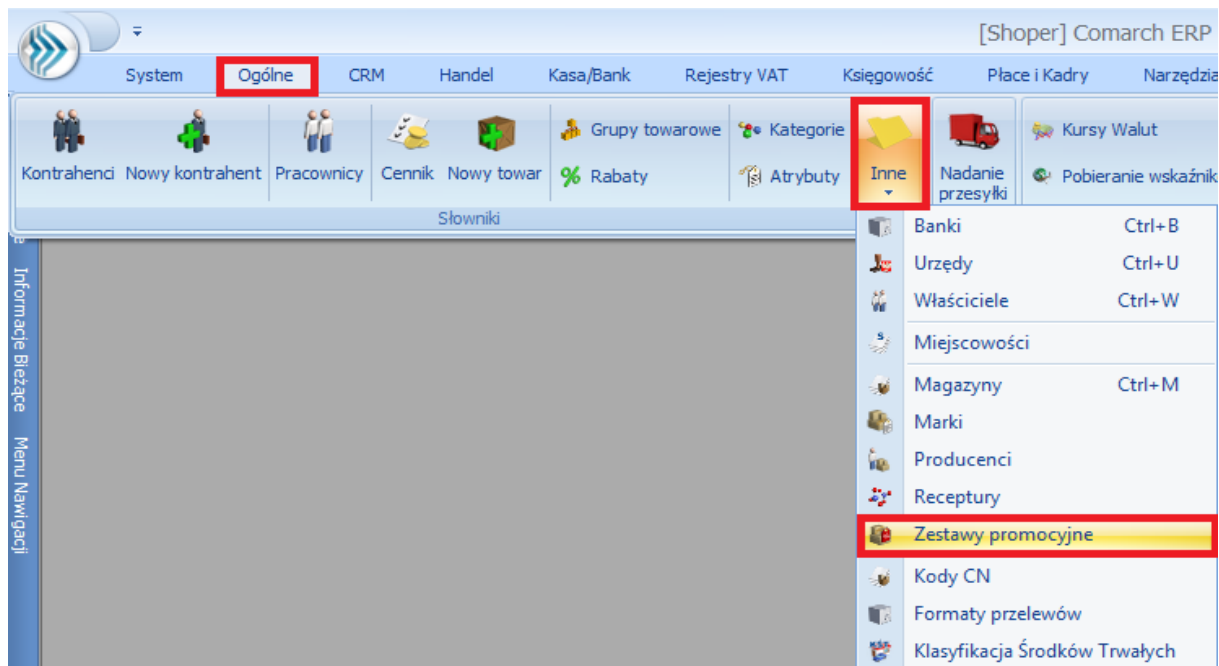 [Shoper] Comarch ERP
System Ogólne CRM Handel Kasa/Bank Rejestry VAT Księgowość Płace i Kadry Narzędzia
Kontrahenci Nowy kontrahent Pracownicy Cennik Nowy towar
Grupy towarowe
Rabaty
Kategorie
Atrybuty
Inne
Nadanie
przesyłki
Kursy Walut
Pobieranie wskaźnik
Słowniki
Banki Ctrl+B
Urzędy Ctrl+U
Właściciele Ctrl+W
Miejscowości
Magazyny Ctrl+M
Marki
Producenci
Receptury
Zestawy promocyjne
Kody CN
Formaty przelewów
Klasyfikacja Środków Trwałych
Informacje Bieżące
Menu Nawigacji